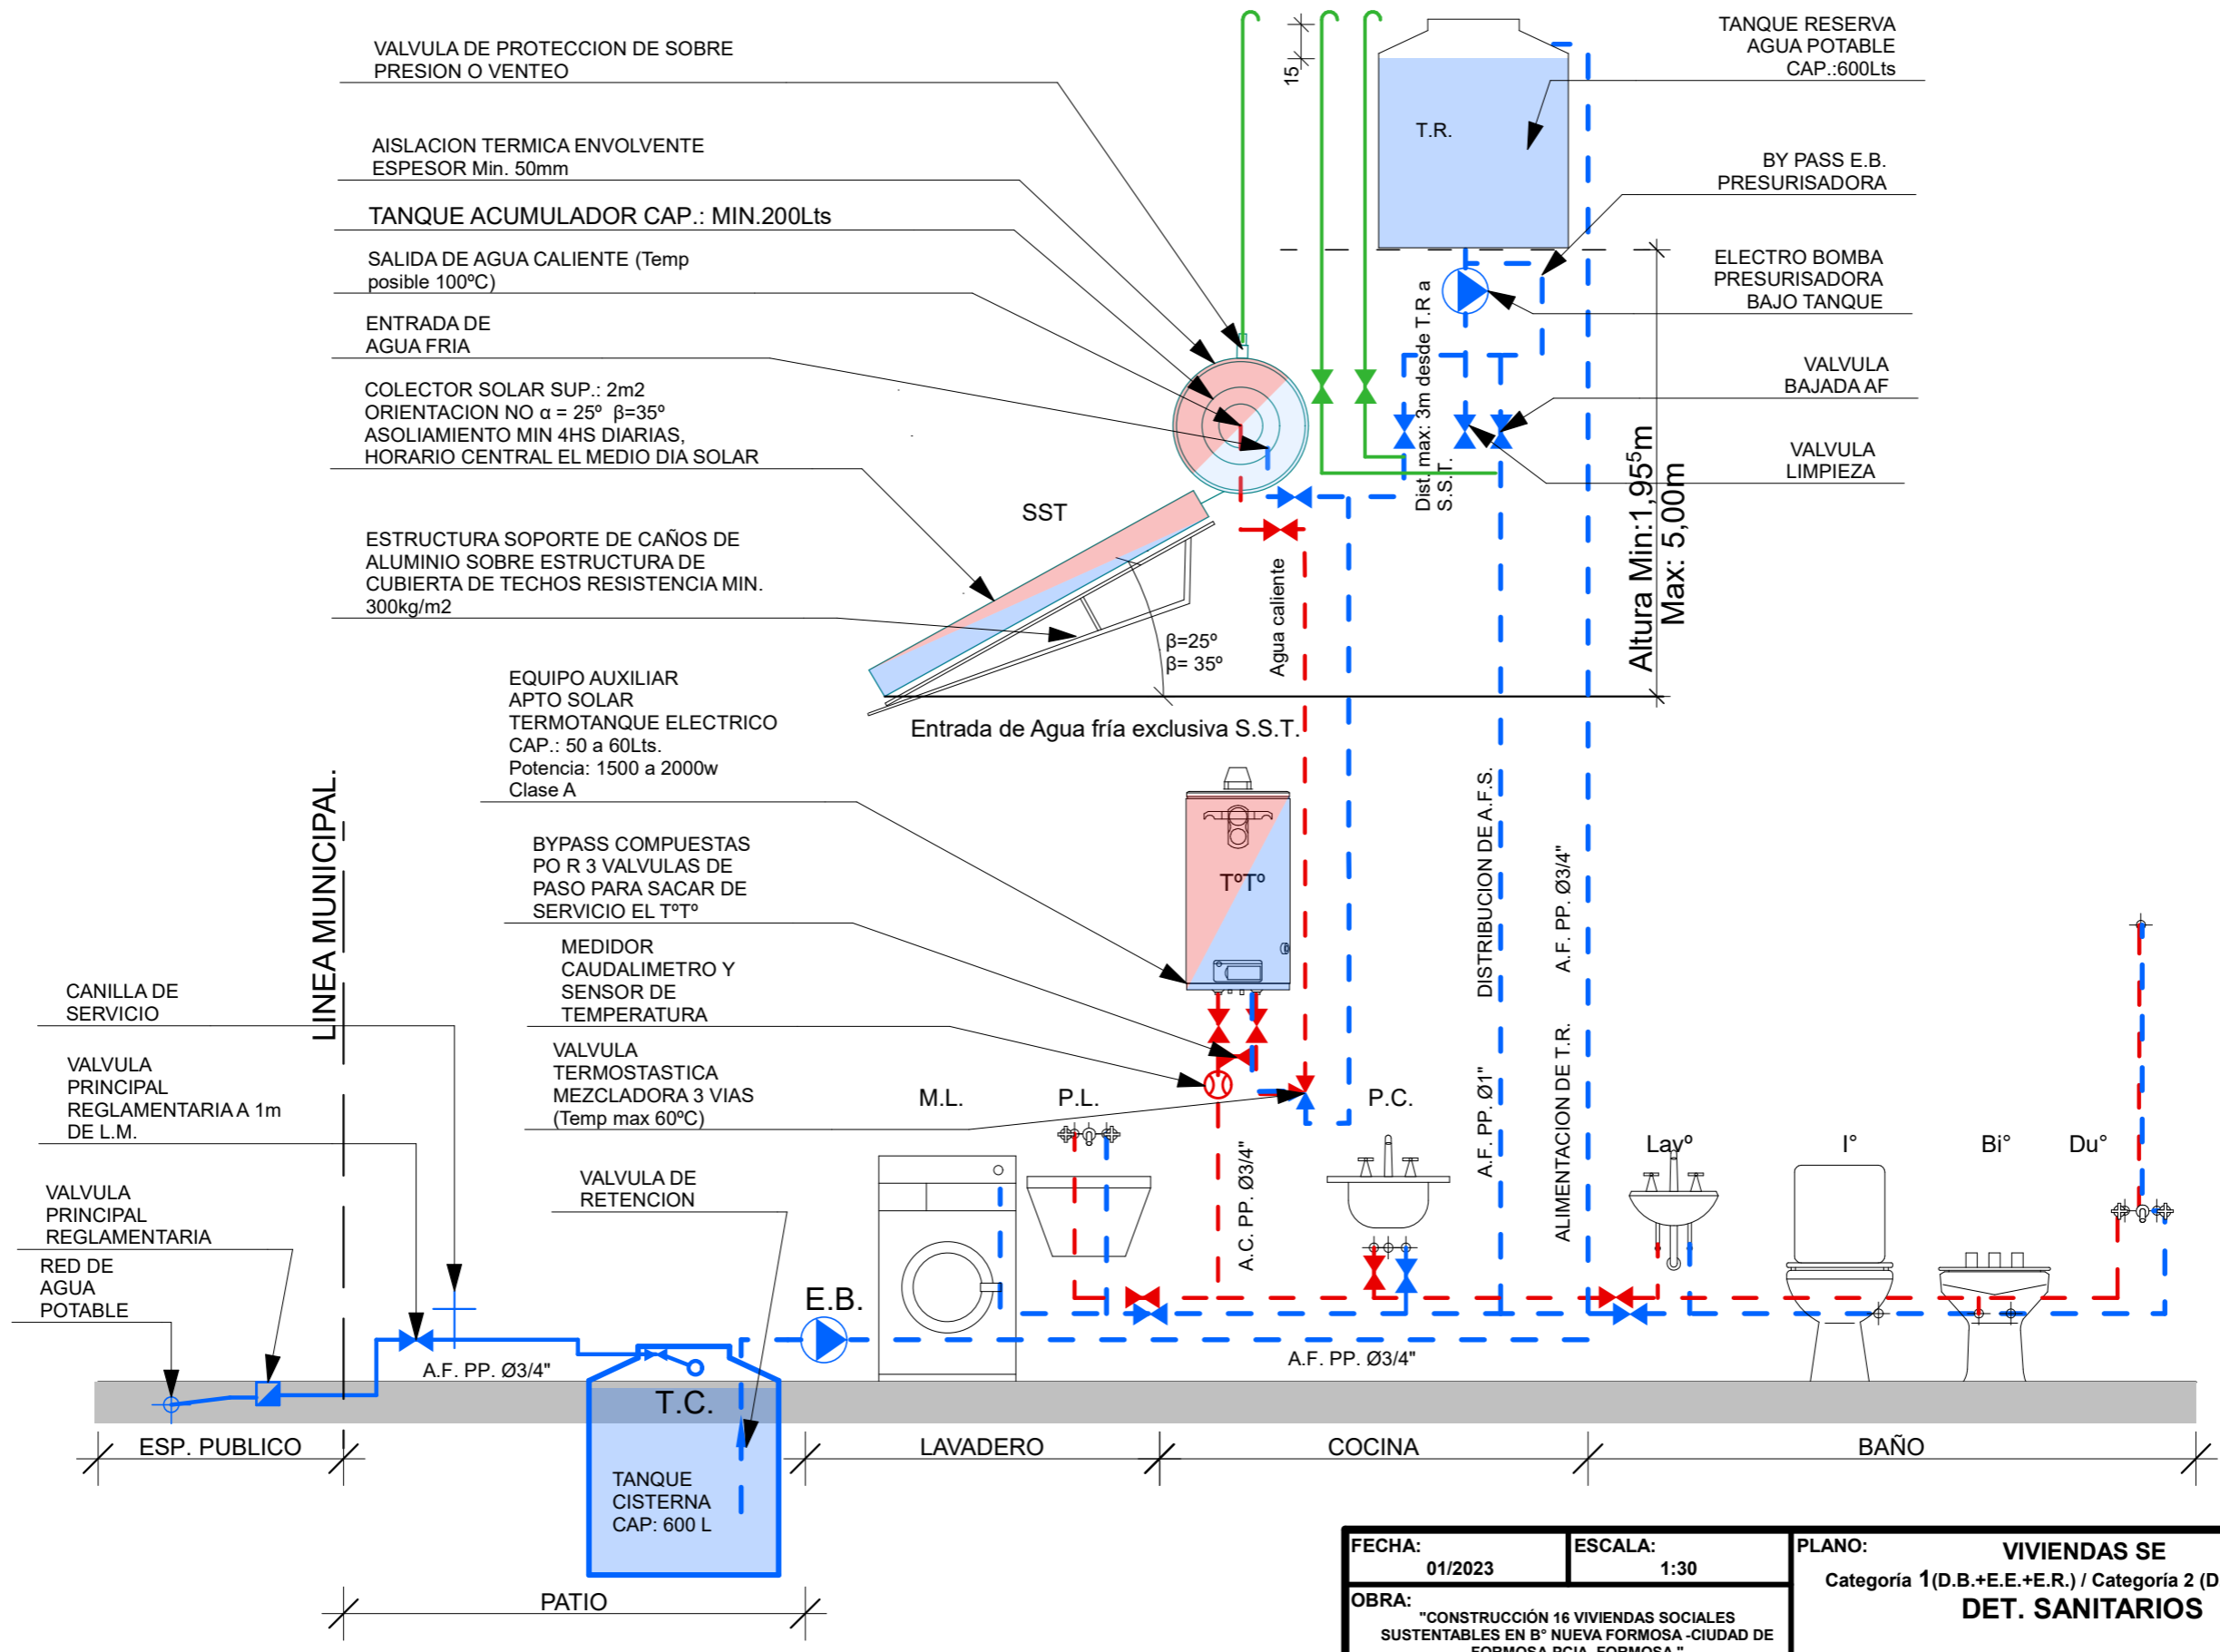 VALVULA DE PROTECCION DE SOBRE
PRESION O VENTEO
AISLACION TERMICA ENVOLVENTE
ESPESOR Min. 50mm
TANQUE ACUMULADOR CAP.: MIN.200Lts
SALIDA DE AGUA CALIENTE (Temp
posible 100ºC)
ENTRADA DE
AGUA FRIA
COLECTOR SOLAR SUP.: 2m2
ORIENTACION NO α = 25º β=35º
ASOLIAMIENTO MIN 4HS DIARIAS,
HORARIO CENTRAL EL MEDIO DIA SOLAR
ESTRUCTURA SOPORTE DE CAÑOS DE
ALUMINIO SOBRE ESTRUCTURA DE
CUBIERTA DE TECHOS RESISTENCIA MIN.
300kg/m2
SST
β=25º
β= 35º
Entrada de Agua fría exclusiva S.S.T.
Agua caliente
15
T.R.
TANQUE RESERVA
AGUA POTABLE
CAP.:600Lts
BY PASS E.B.
PRESURISADORA
ELECTRO BOMBA
PRESURISADORA
BAJO TANQUE
VALVULA
BAJADA AF
VALVULA
LIMPIEZA
Dist. max: 3m desde T.R a
S.S.T.
Altura Min:1,95⁵m
Max: 5,00m
EQUIPO AUXILIAR
APTO SOLAR
TERMOTANQUE ELECTRICO
CAP.: 50 a 60Lts.
Potencia: 1500 a 2000w
Clase A
BYPASS COMPUESTAS
PO R 3 VALVULAS DE
PASO PARA SACAR DE
SERVICIO EL TºTº
MEDIDOR
CAUDALIMETRO Y
SENSOR DE
TEMPERATURA
VALVULA
TERMOSTASTICA
MEZCLADORA 3 VIAS
(Temp max 60ºC)
VALVULA DE
RETENCION
TºTº
LINEA MUNICIPAL.
CANILLA DE
SERVICIO
VALVULA
PRINCIPAL
REGLAMENTARIA A 1m
DE L.M.
VALVULA
PRINCIPAL
REGLAMENTARIA
RED DE
AGUA
POTABLE
M.L.
P.L.
P.C.
Lavº
I°
Bi°
Du°
A.C. PP. Ø3/4"
A.F. PP. Ø1" DISTRIBUCION DE A.F.S.
ALIMENTACION DE T.R. A.F. PP. Ø3/4"
E.B.
A.F. PP. Ø3/4"
A.F. PP. Ø3/4"
T.C.
TANQUE
CISTERNA
CAP: 600 L
ESP. PUBLICO
LAVADERO
COCINA
BAÑO
PATIO
FECHA:
01/2023
ESCALA:
1:30
PLANO:
VIVIENDAS SE
Categoría 1(D.B.+E.E.+E.R.) / Categoría 2 (D
DET. SANITARIOS
OBRA:
"CONSTRUCCIÓN 16 VIVIENDAS SOCIALES
SUSTENTABLES EN B° NUEVA FORMOSA -CIUDAD DE
FORMOSA PCIA. FORMOSA."